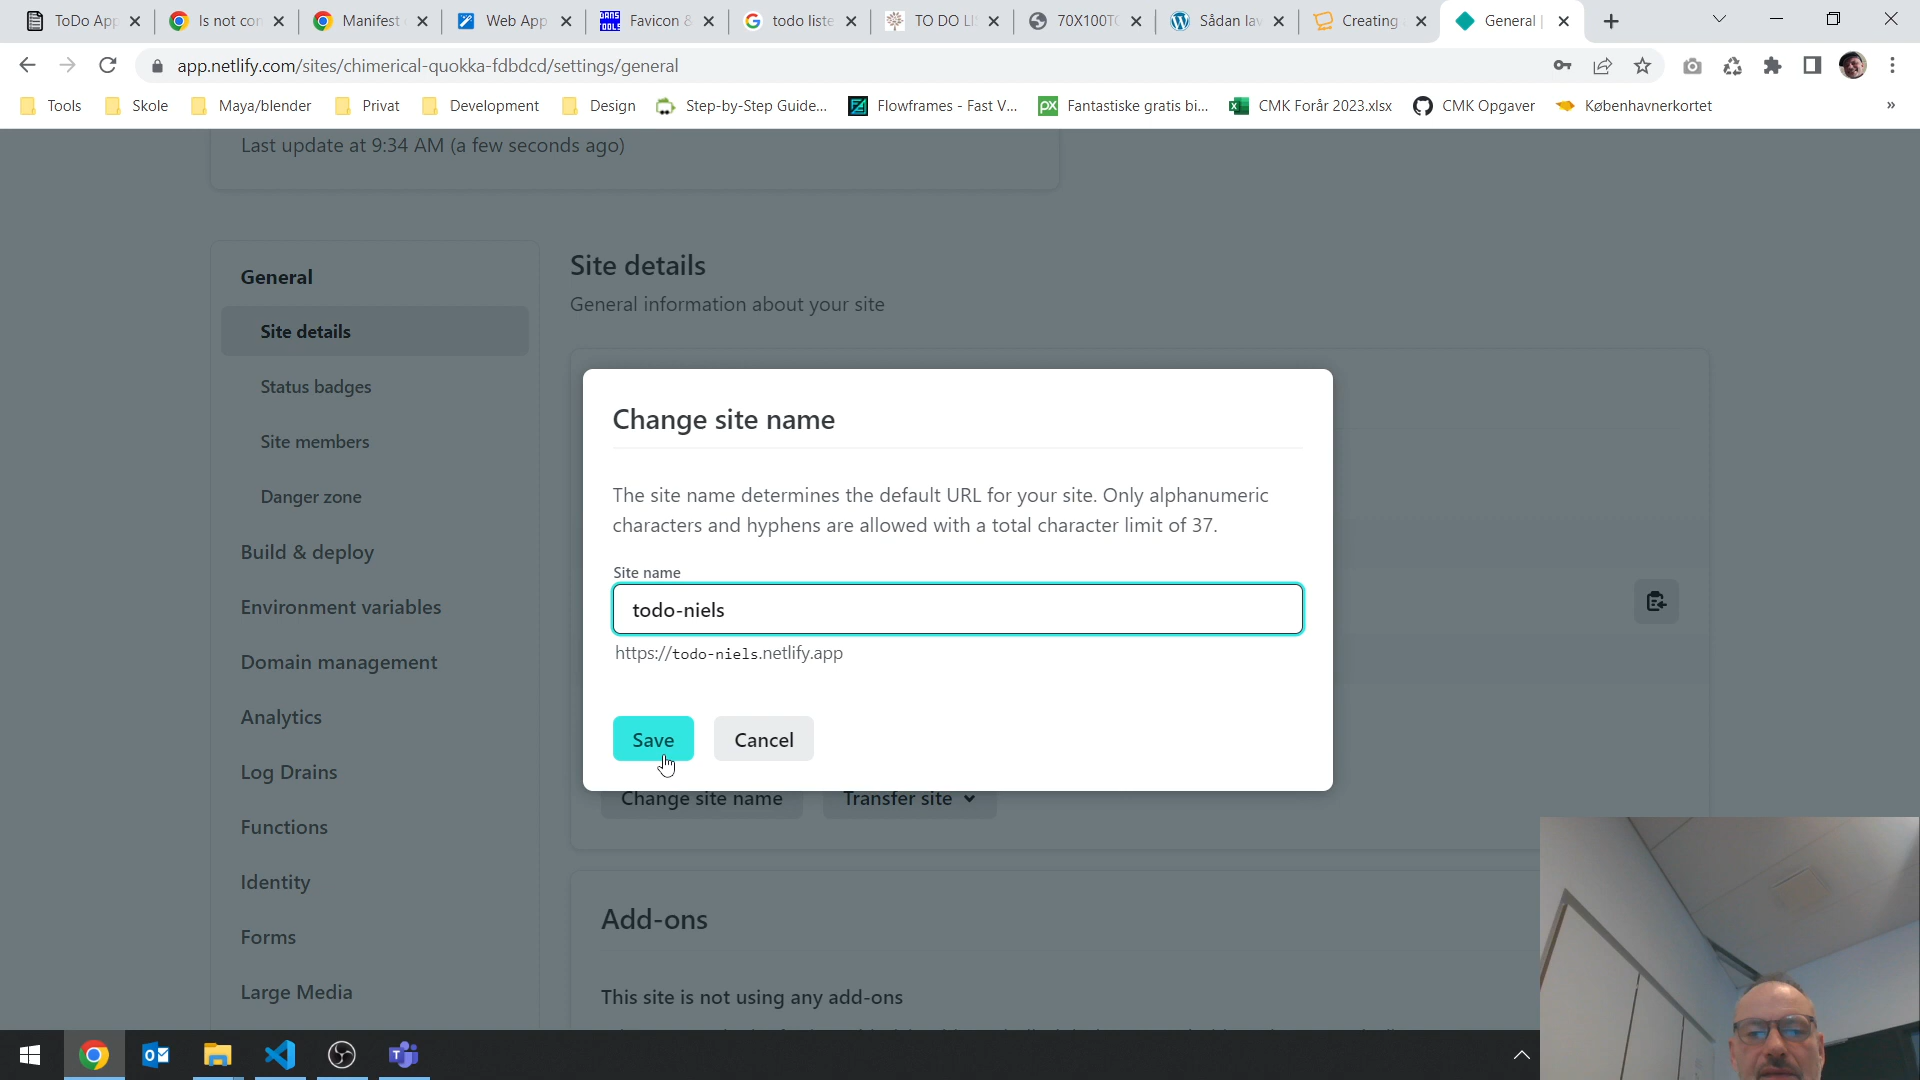 ToDo App
Is not con
Manifest
Web App
Favicon &
todo liste
TO DO LI
70X100TO
Sådan lav
Creating
General |
app.netlify.com/sites/chimerical-quokka-fdbdcd/settings/general
Tools
Skole
Maya/blender
Privat
Development
Design
Step-by-Step Guide...
Flowframes - Fast V...
Fantastiske gratis bi...
CMK Forår 2023.xlsx
CMK Opgaver
Københavnerkortet
»
Last update at 9:34 AM (a few seconds ago)
General
Site details
Status badges
Site members
Danger zone
Build & deploy
Environment variables
Domain management
Analytics
Log Drains
Functions
Identity
Forms
Large Media
Site details
General information about your site
Change site name
The site name determines the default URL for your site. Only alphanumeric
characters and hyphens are allowed with a total character limit of 37.
Site name
todo-niels
https://todo-niels.netlify.app
Save
Cancel
Change site name
Transfer site
Add-ons
This site is not using any add-ons